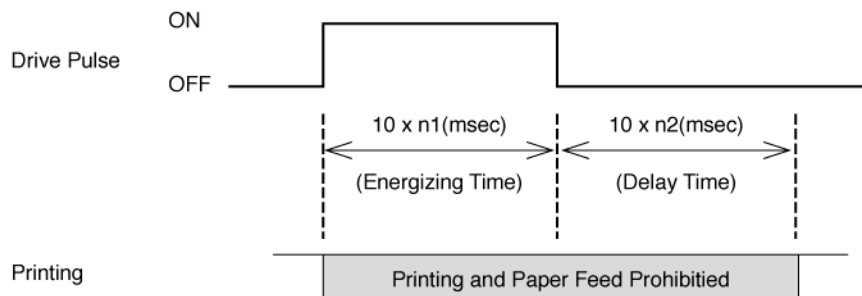 ON
Drive Pulse
OFF
10 x n1(msec) 10 x n2(msec)
(Energizing Time) (Delay Time)
Printing Printing and Paper Feed Prohibitied